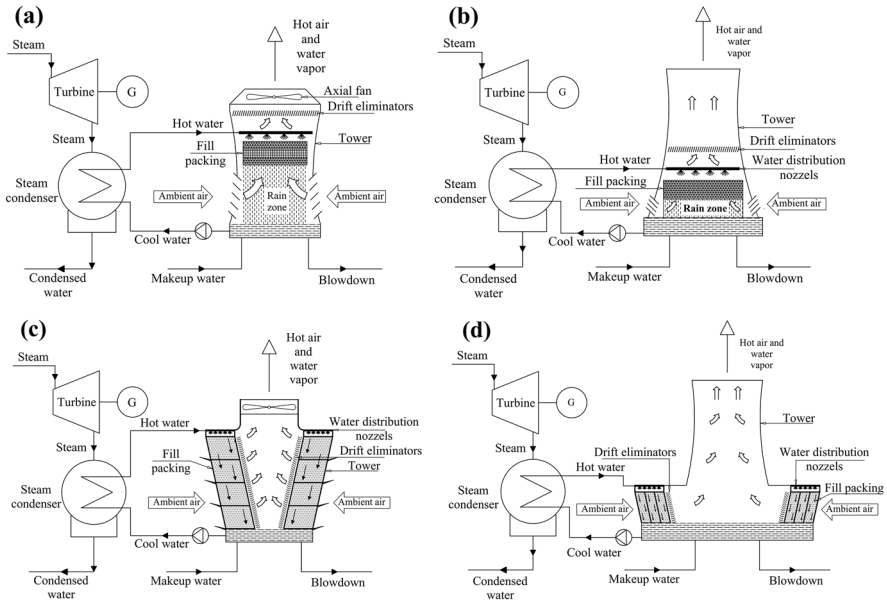 (a)
Hot air
and
water
vapor
Steam
Turbine
G
Axial fan
Drift eliminators
Hot water
Tower
Steam
Fill
packing
Steam
condenser
Ambient air
Rain
zone
Ambient air
Cool water
Condensed
water
Makeup water
Blowdown
(b)
Hot air and
water
vapor
Steam
Turbine
G
Tower
Drift eliminators
Steam
Hot water
Water distribution
nozzels
Fill packing
Steam
condenser
Ambient air
Rain zone
Ambient air
Cool water
Condensed
water
Makeup water
Blowdown
(c)
Hot air
and
water
vapor
Steam
Turbine
G
Hot water
Water distribution
nozzels
Steam
Fill
packing
Drift eliminators
Tower
Steam
condenser
Ambient air
Ambient air
Cool water
Condensed
water
Makeup water
Blowdown
(d)
Hot air and
water
vapor
Steam
Turbine
G
Tower
Steam
Drift eliminators
Hot water
Water distribution
nozzels
Fill packing
Steam
condenser
Ambient air
Ambient air
Cool water
Condensed
water
Makeup water
Blowdown